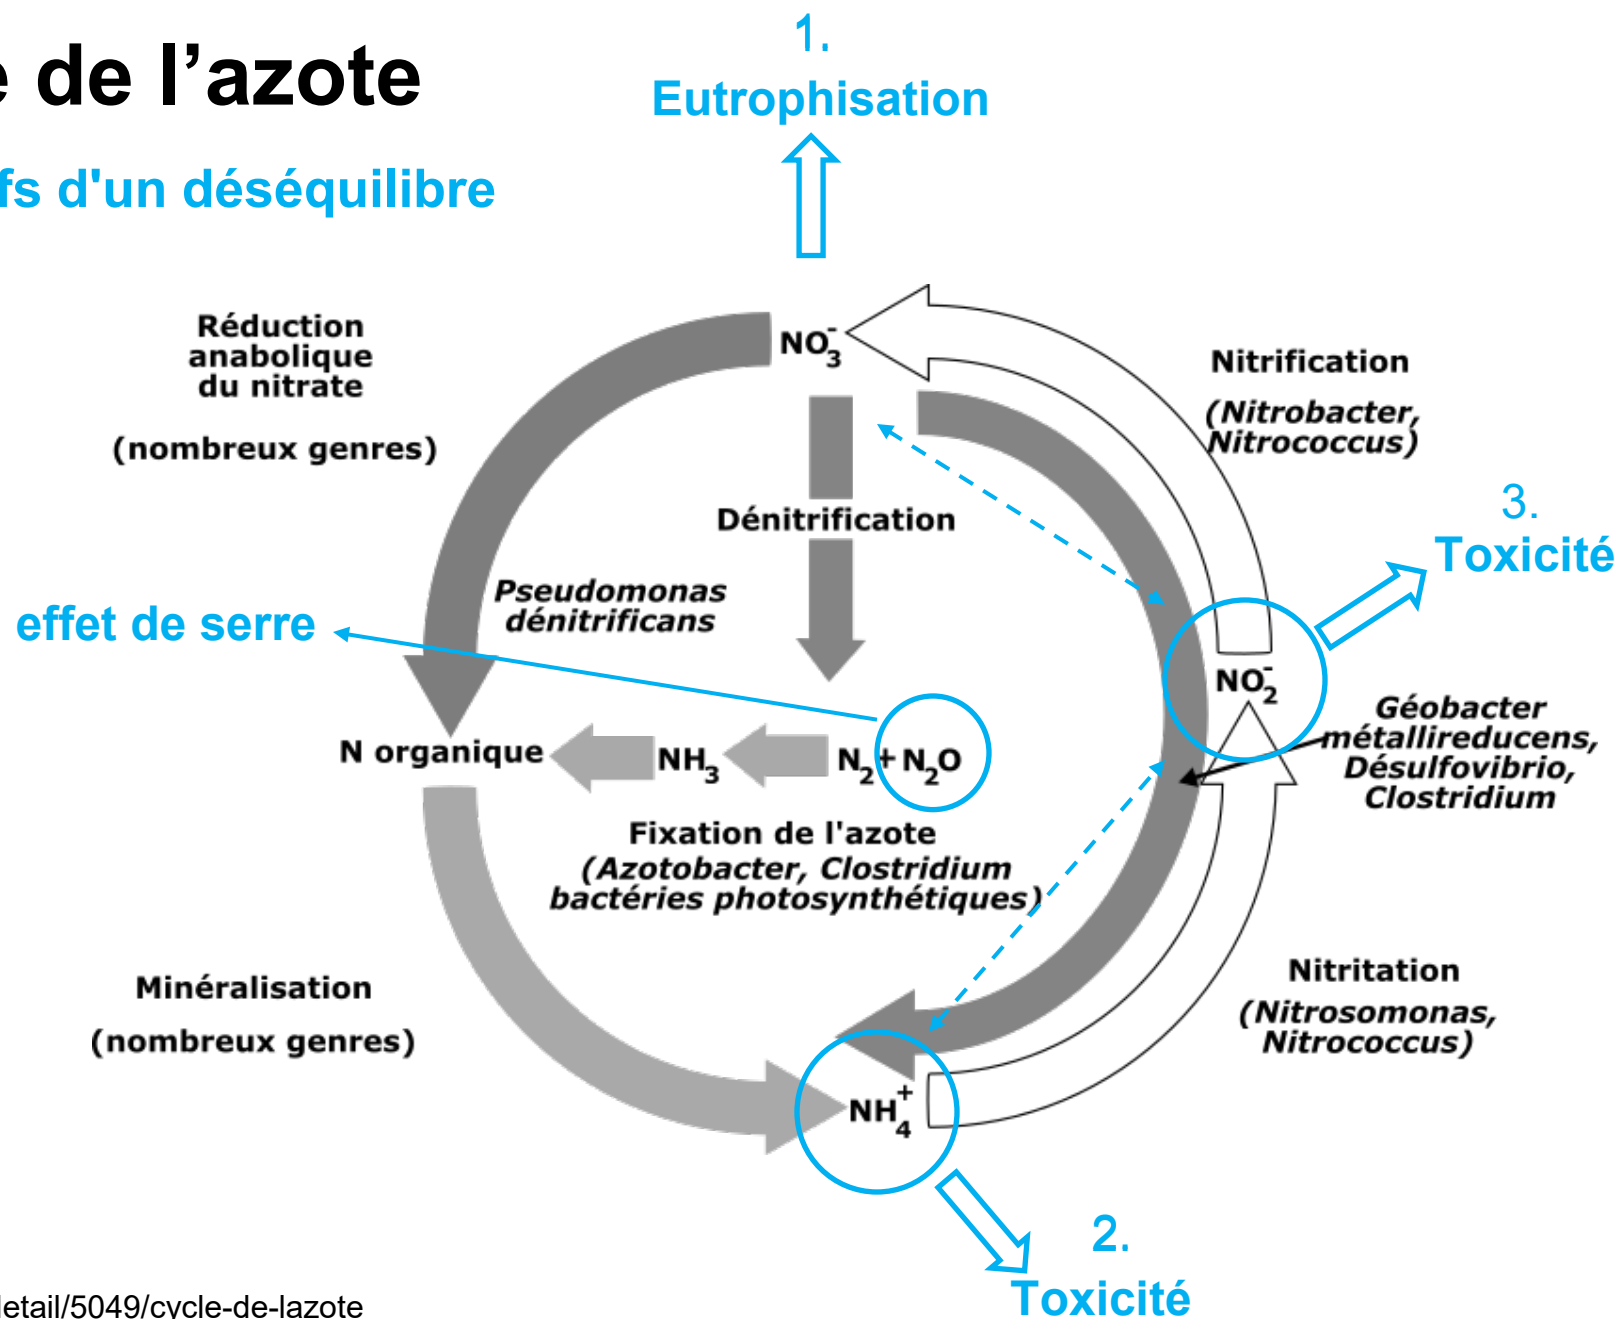 e de l’azote
fs d'un déséquilibre
1.
Eutrophisation
Réduction
anabolique
du nitrate
(nombreux genres)
NO3-
Nitrification
(Nitrobacter,
Nitrococcus)
3.
Toxicité
Dénitrification
Pseudomonas
dénitrificans
effet de serre
NO2-
Géobacter
métallireducens,
Désulfovibrio,
Clostridium
N organique
NH3
N2+ N2O
Fixation de l'azote
(Azotobacter, Clostridium
bactéries photosynthétiques)
Minéralisation
(nombreux genres)
Nitritation
(Nitrosomonas,
Nitrococcus)
NH4+
2.
Toxicité
detail/5049/cycle-de-lazote